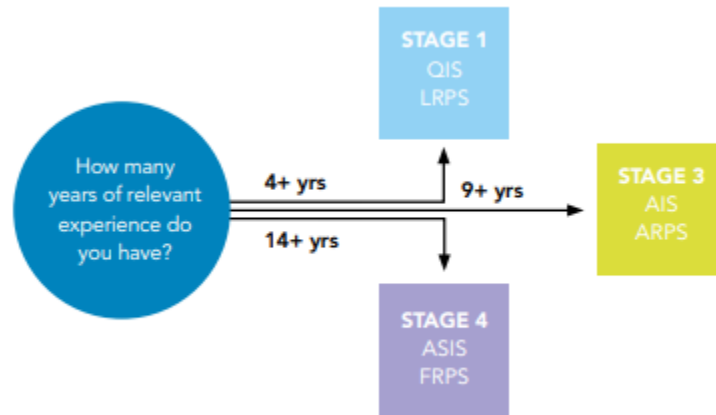 STAGE 1
QIS
LRPS
How many
years of relevant
experience do
you have?
4+ yrs
9+ yrs
14+ yrs
STAGE 3
AIS
ARPS
STAGE 4
ASIS
FRPS